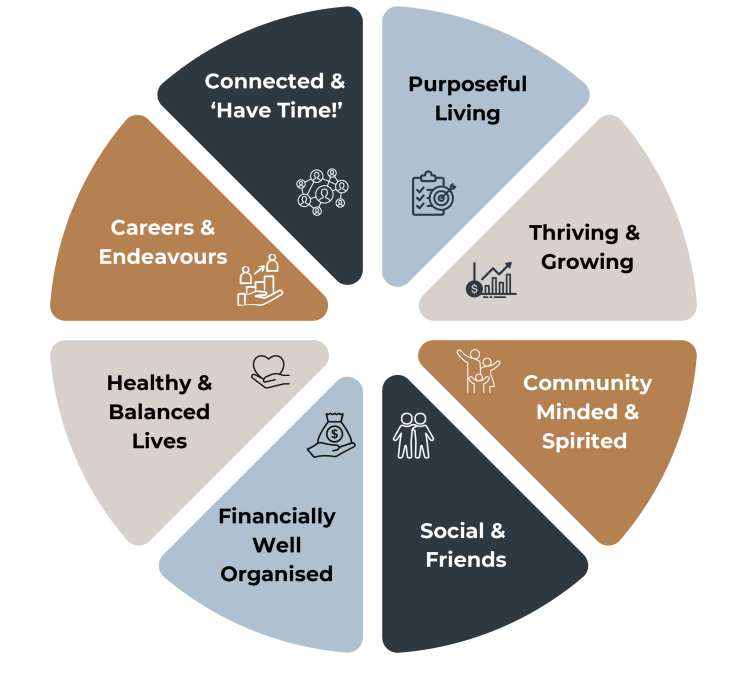 Connected &
‘Have Time!’
Purposeful
Living
Thriving &
Growing
Community
Minded &
Spirited
Social &
Friends
Financially
Well
Organised
Healthy &
Balanced
Lives
Careers &
Endeavours
$
$